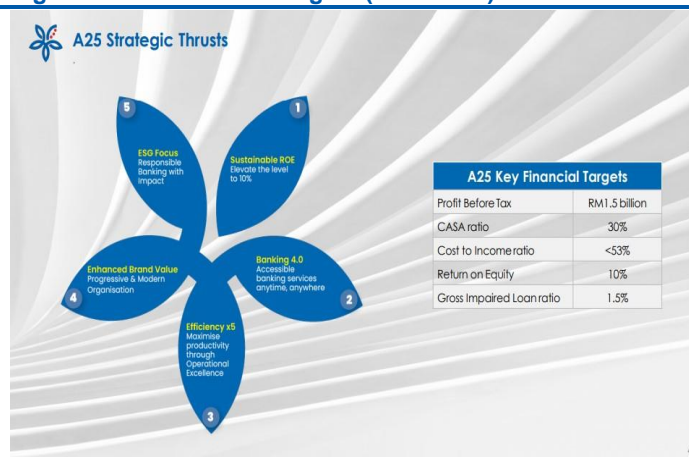 A25 Strategic Thrusts
5
ESG Focus
Responsible
Banking with
Impact
1
Sustainable ROE
Elevate the level
to 10%
Banking 4.0
Accessible
banking services
anytime, anywhere
2
Enhanced Brand Value
Progressive & Modern
Organisation
4
Efficiency x5
Maximise
productivity
through
Operational
Excellence
3
A25 Key Financial Targets
Profit Before Tax RM1.5 billion
CASA ratio 30%
Cost to Income ratio <53%
Return on Equity 10%
Gross Impaired Loan ratio 1.5%